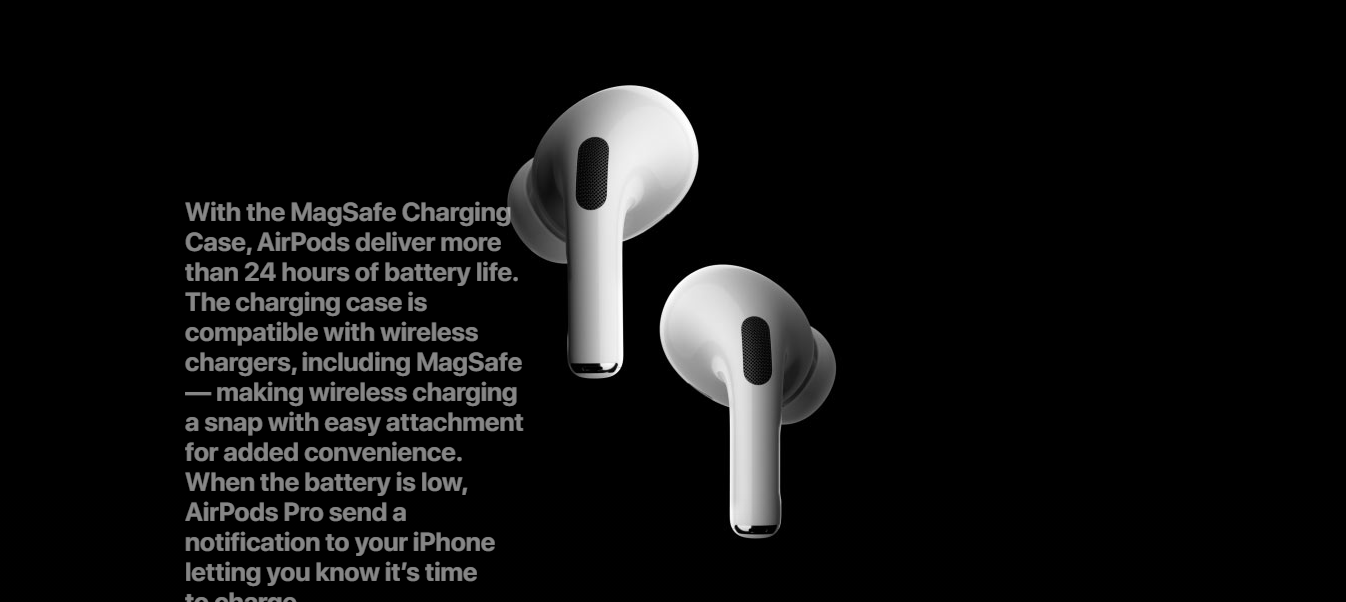 With the MagSafe Charging
Case, AirPods deliver more
than 24 hours of battery life.
The charging case is
compatible with wireless
chargers, including MagSafe
— making wireless charging
a snap with easy attachment
for added convenience.
When the battery is low,
AirPods Pro send a
notification to your iPhone
letting you know it’s time
to charge.